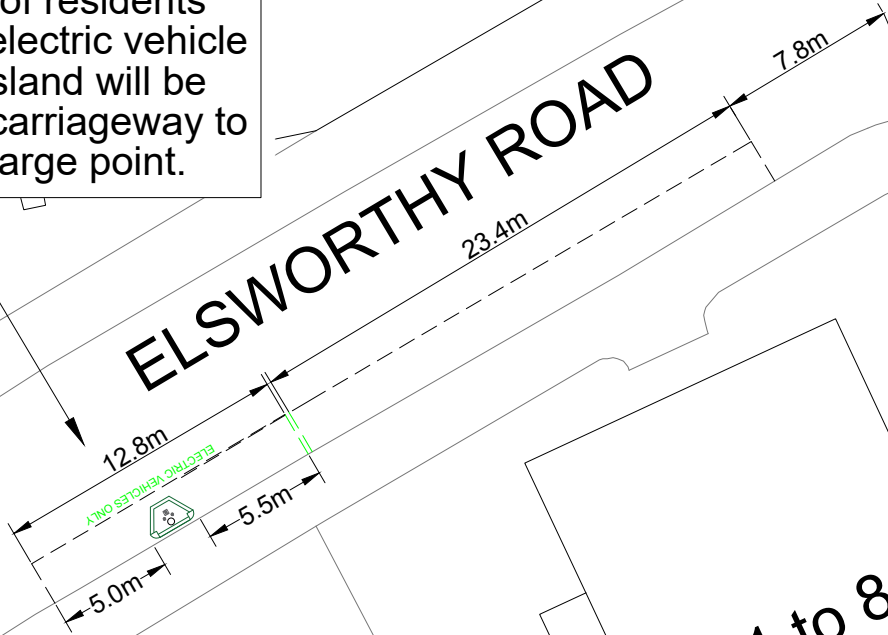 of residents
electric vehicle
sland will be
carriageway to
arge point.
7.8m
ELSWORTHY ROAD
23.4m
12.8m
ELECTRIC VEHICLES ONLY
5.5m
5.0m
to 8